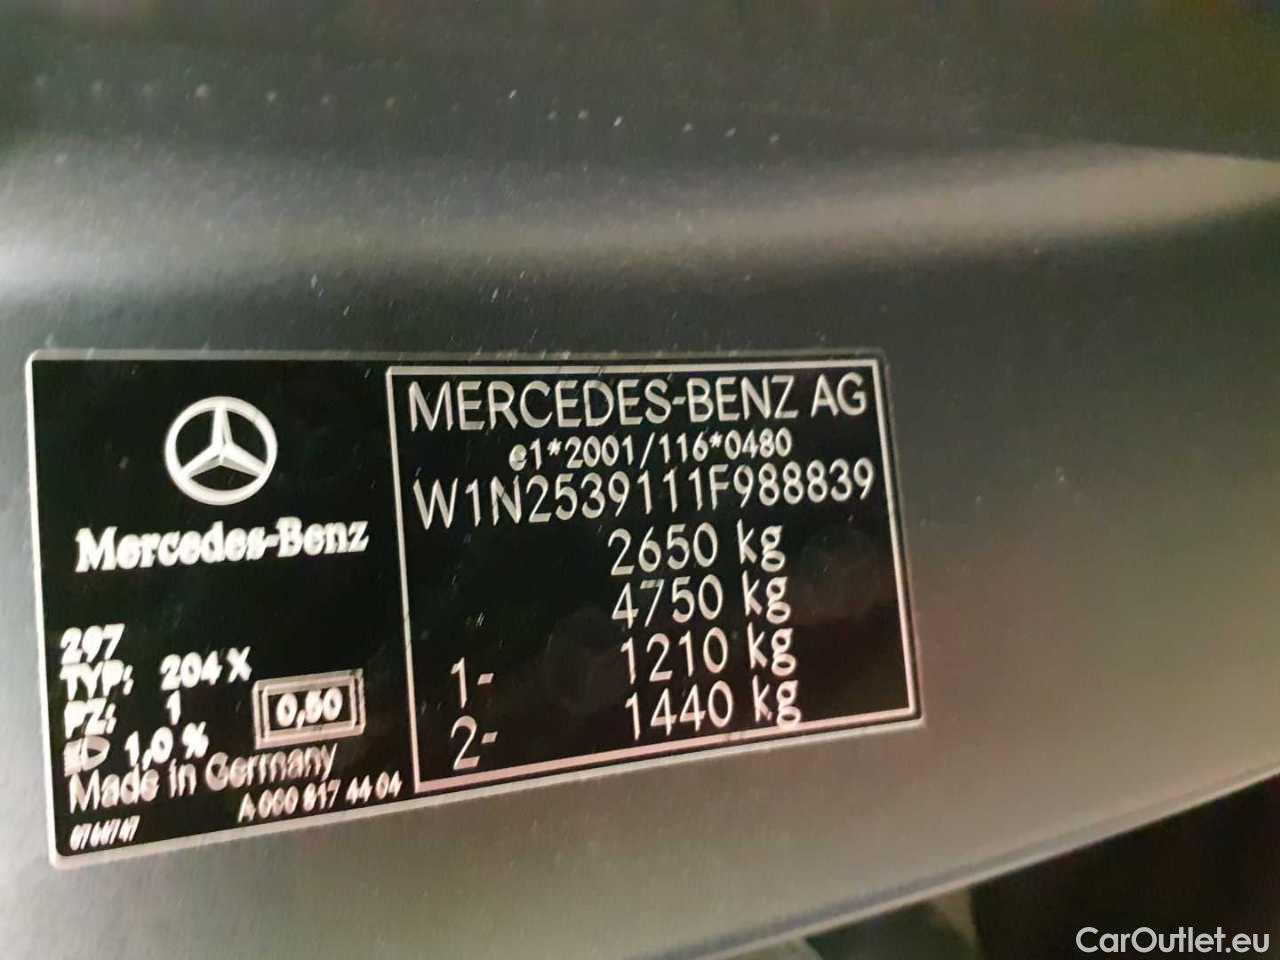 Mercedes-Benz
297
TYP: 204 X
PZ: 1
1,0 %
0,50
Made in Germany
A 000 817 44 04
MERCEDES-BENZ AG
e1*2001/116*0480
W1N2539111F988839
2650 kg
4750 kg
1- 1210 kg
2- 1440 kg
CarOutlet.eu